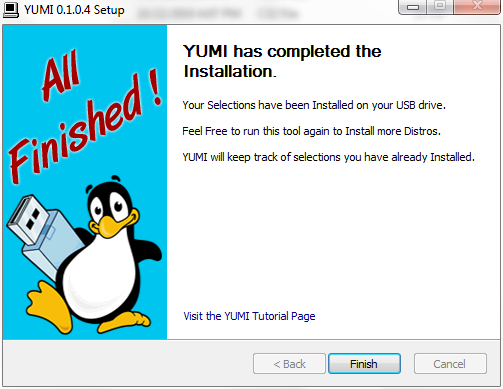 YUMI 0.1.0.4 Setup
All
Finished!
YUMI has completed the
Installation.
Your Selections have been Installed on your USB drive.
Feel Free to run this tool again to Install more Distros.
YUMI will keep track of selections you have already Installed.
Visit the YUMI Tutorial Page
< Back
Finish
Cancel